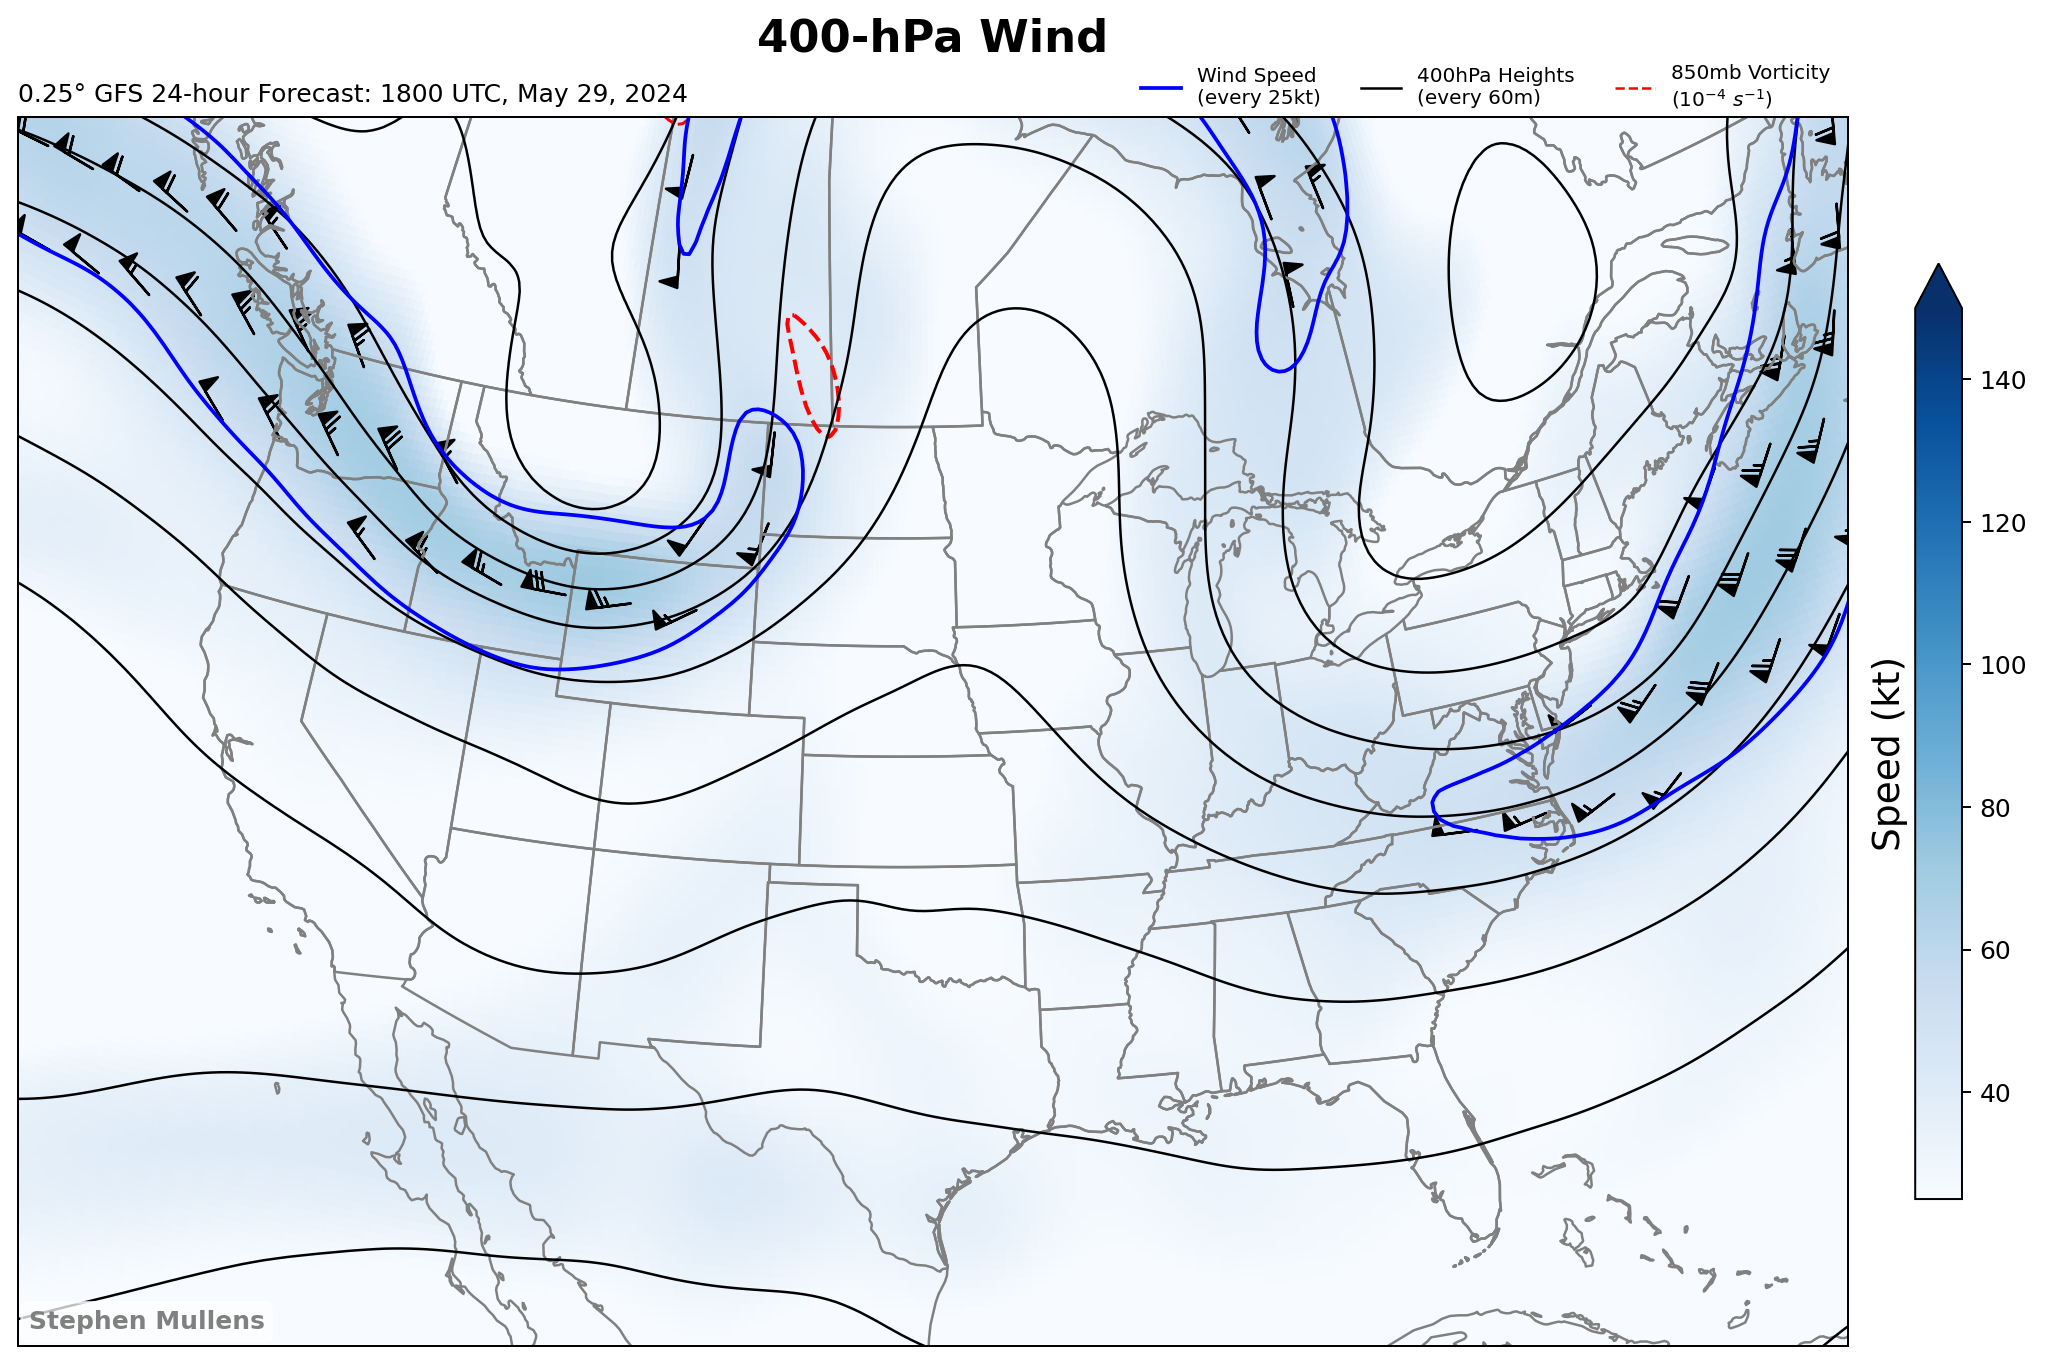 400-hPa Wind
0.25° GFS 24-hour Forecast: 1800 UTC, May 29, 2024
Wind Speed
(every 25kt)
400hPa Heights
(every 60m)
850mb Vorticity
(10⁻⁴ s⁻¹)
140
120
100
80
60
40
Speed (kt)
Stephen Mullens